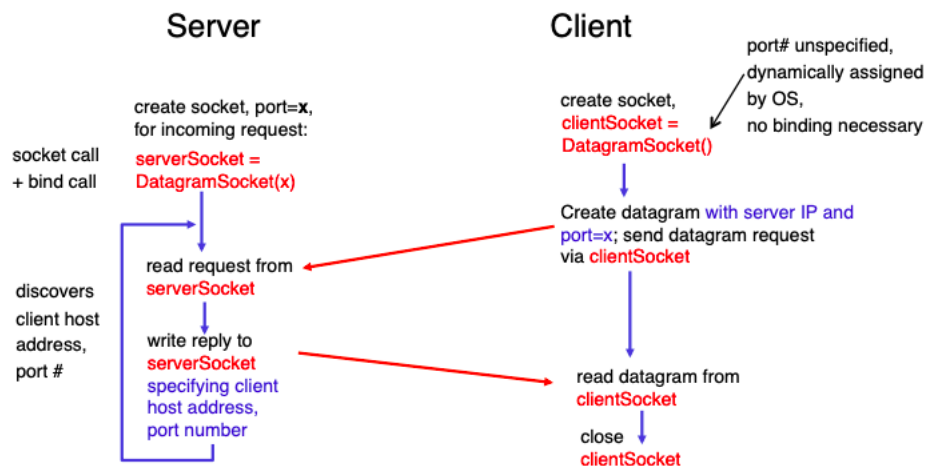 Server
Client
port# unspecified,
dynamically assigned
by OS,
no binding necessary
create socket, port=x,
for incoming request:
serverSocket =
DatagramSocket(x)
socket call
+ bind call
create socket,
clientSocket =
DatagramSocket()
Create datagram with server IP and
port=x; send datagram request
via clientSocket
read request from
serverSocket
discovers
client host
address,
port #
write reply to
serverSocket
specifying client
host address,
port number
read datagram from
clientSocket
close
clientSocket